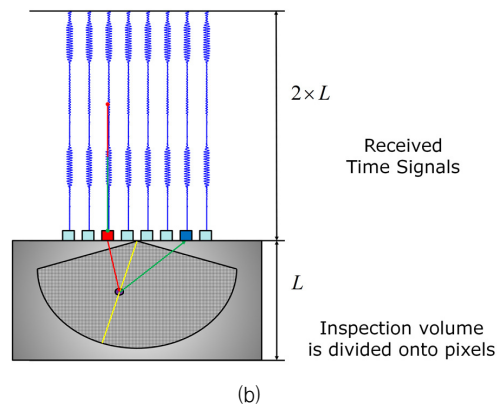 2×L
Received
Time Signals
L
Inspection volume
is divided onto pixels
(b)